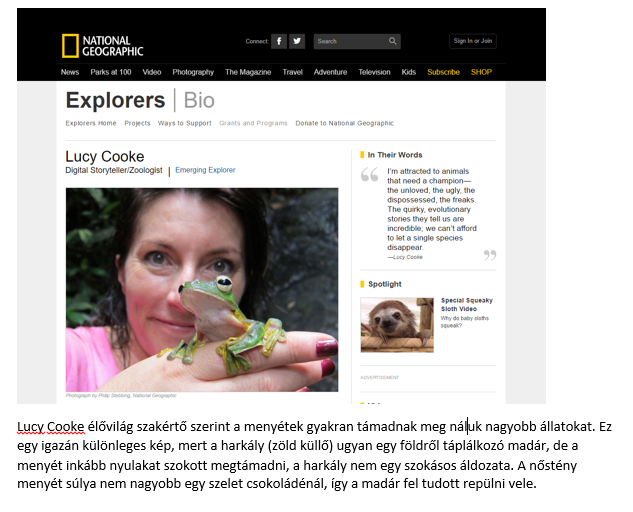 NATIONAL
GEOGRAPHIC
Connect:
Search
Sign In or Join
News Parks at 100 Video Photography The Magazine Travel Adventure Television Kids Subscribe SHOP
Explorers | Bio
Explorers Home Projects Ways to Support Grants and Programs Donate to National Geographic
Lucy Cooke
Digital Storyteller/Zoologist | Emerging Explorer
Photograph by Philip Stebbing, National Geographic
In Their Words
I'm attracted to animals
that need a champion—
the unloved, the ugly, the
dispossessed, the freaks.
The quirky, evolutionary
stories they tell us are
incredible; we can't afford
to let a single species
disappear.
—Lucy Cooke
Spotlight
Special Squeaky
Sloth Video
Why do baby sloths
squeak?
ADVERTISEMENT
Lucy Cooke élővilág szakértő szerint a menyétek gyakran támadnak meg náluk nagyobb állatokat. Ez
egy igazán különleges kép, mert a harkály (zöld küllő) ugyan egy földről táplálkozó madár, de a
menyét inkább nyulakat szokott megtámadni, a harkály nem egy szokásos áldozata. A nőstény
menyét súlya nem nagyobb egy szelet csokoládénál, így a madár fel tudott repülni vele.